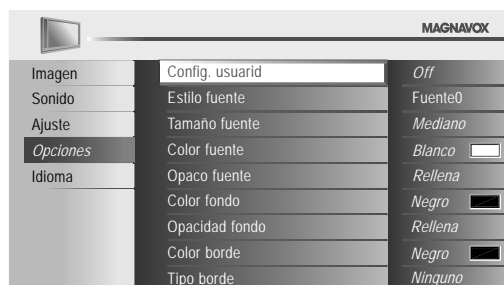 MAGNAVOX
Imagen
Sonido
Ajuste
Opciones
Idioma
Config. usuarid Off
Estilo fuente Fuente0
Tamaño fuente Mediano
Color fuente Blanco
Opaco fuente Rellena
Color fondo Negro
Opacidad fondo Rellena
Color borde Negro
Tipo borde Ninguno